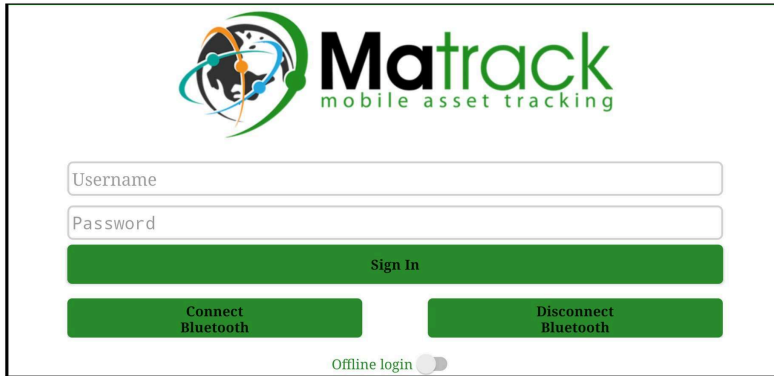 Matrack
mobile asset tracking
Username
Password
Sign In
Connect
Bluetooth
Disconnect
Bluetooth
Offline login